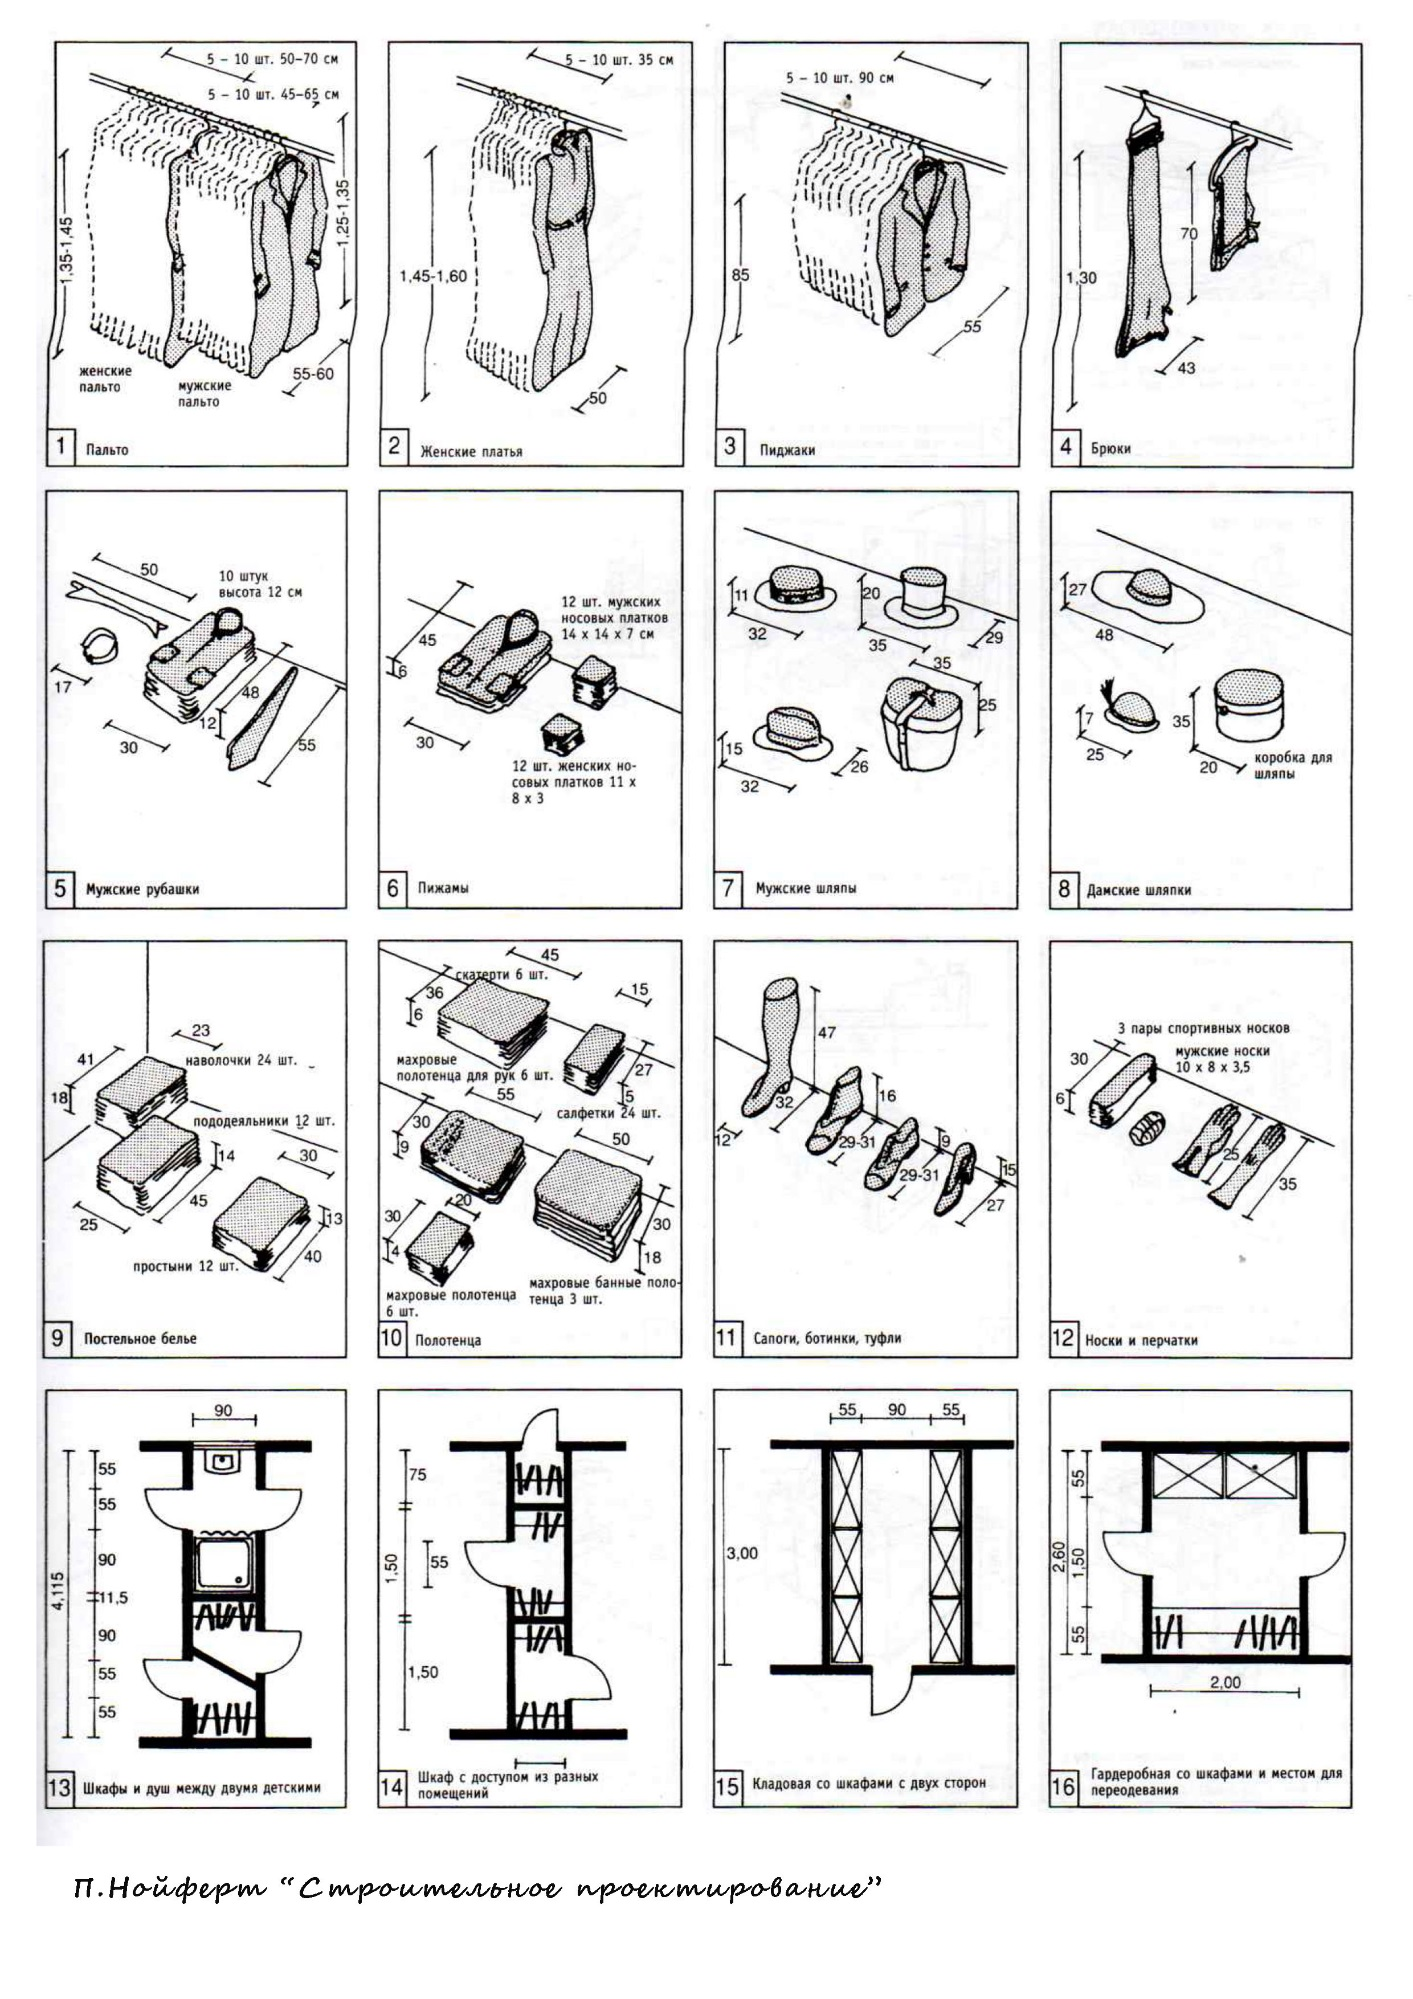 5 – 10 шт. 50–70 см
5 – 10 шт. 45–65 см
1,35-1,45
1,25-1,35
женские
пальто
мужские
пальто
55-60
1 Пальто
5 – 10 шт. 35 см
1,45-1,60
50
2 Женские платья
5 – 10 шт. 90 см
85
55
3 Пиджаки
1,30
70
43
4 Брюки
50
10 штук
высота 12 см
17
48
12
30
55
5 Мужские рубашки
12 шт. мужских
носовых платков
14 x 14 x 7 см
45
6
30
12 шт. женских но-
совых платков 11 x
8 x 3
6 Пижамы
11
32
20
35
29
35
25
15
32
26
7 Мужские шляпы
27
48
7
25
35
20
коробка для
шляпы
8 Дамские шляпки
23
41
наволочки 24 шт.
18
пододеяльники 12 шт.
14
30
45
25
13
40
простыни 12 шт.
9 Постельное белье
45
скатерти 6 шт.
36
6
15
махровые
полотенца для рук 6 шт.
27
5
55
салфетки 24 шт.
30
9
50
20
30
4
30
18
махровые полотенца
6 шт.
махровые банные поло-
тенца 3 шт.
10 Полотенца
47
32
12
16
29-31
9
29-31
15
27
11 Сапоги, ботинки, туфли
3 пары спортивных носков
30
мужские носки
10 x 8 x 3,5
6
25
35
12 Носки и перчатки
90
55
55
90
4,115
11,5
90
55
55
13 Шкафы и душ между двумя детскими
75
1,50
55
1,50
14 Шкаф с доступом из разных
помещений
55 90 55
3,00
15 Кладовая со шкафами с двух сторон
55
2,60
1,50
55
2,00
16 Гардеробная со шкафами и местом для
переодевания
П.Нойферт “Строительное проектирование”